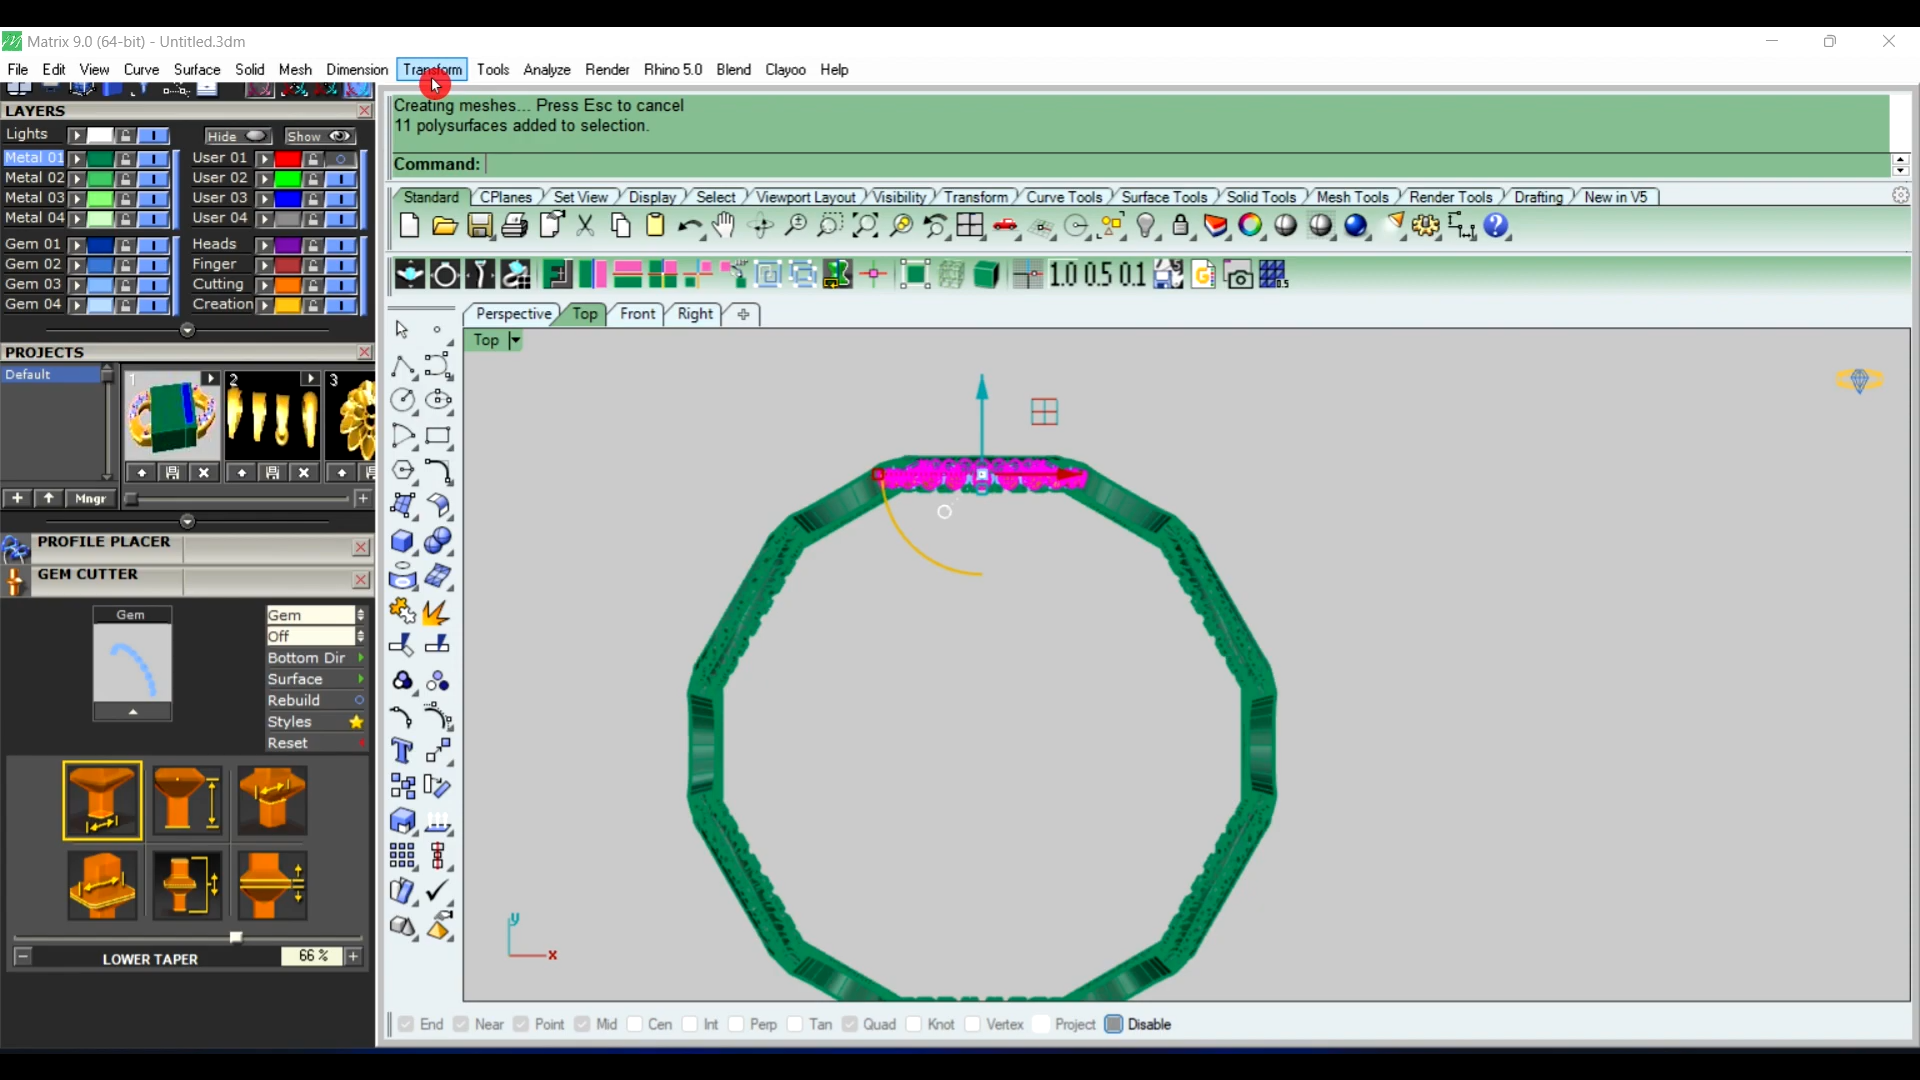 Matrix 9.0 (64-bit) - Untitled.3dm
File Edit View Curve Surface Solid Mesh Dimension Transform Tools Analyze Render Rhino 5.0 Blend Clayoo Help
Creating meshes... Press Esc to cancel
11 polysurfaces added to selection.
Command:
Standard CPlanes Set View Display Select Viewport Layout Visibility Transform Curve Tools Surface Tools Solid Tools Mesh Tools Render Tools Drafting New in V5
1.0 0.5 0.1
Perspective Top Front Right
Top
LAYERS
Lights Hide Show
Metal 01 User 01
Metal 02 User 02
Metal 03 User 03
Metal 04 User 04
Gem 01 Heads
Gem 02 Finger
Gem 03 Cutting
Gem 04 Creation
PROJECTS
Default
1 2 3
Mngr
PROFILE PLACER
GEM CUTTER
Gem
Gem
Off
Bottom Dir
Surface
Rebuild
Styles
Reset
LOWER TAPER 66 %
y
x
End Near Point Mid Cen Int Perp Tan Quad Knot Vertex Project Disable